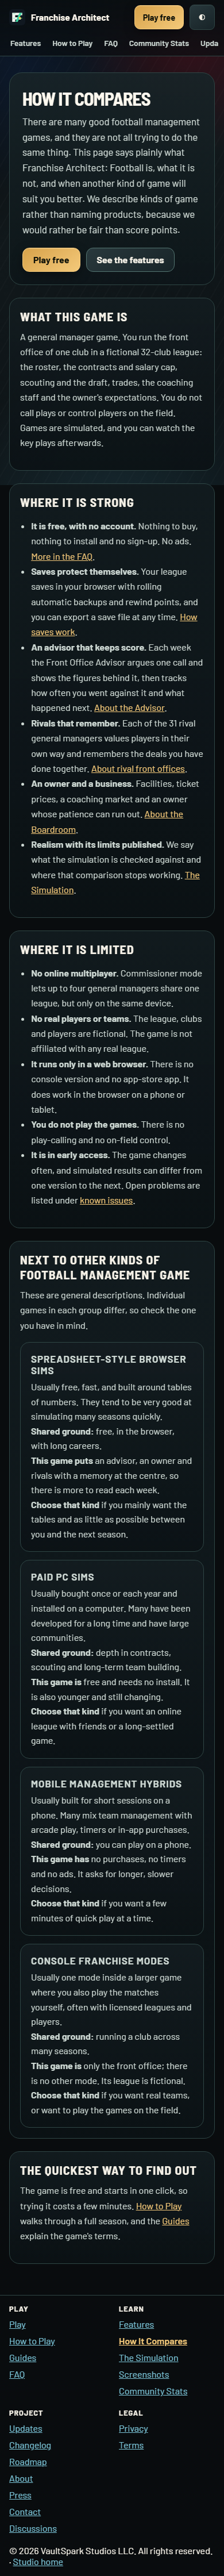 Franchise Architect
Play free
Features
How to Play
FAQ
Community Stats
Upda
HOW IT COMPARES
There are many good football management
games, and they are not all trying to do the
same thing. This page says plainly what
Franchise Architect: Football is, what it is
not, and when another kind of game will
suit you better. We describe kinds of game
rather than naming products, because we
would rather be fair than score points.
Play free
See the features
WHAT THIS GAME IS
A general manager game. You run the front
office of one club in a fictional 32-club league:
the roster, the contracts and salary cap,
scouting and the draft, trades, the coaching
staff and the owner's expectations. You do not
call plays or control players on the field.
Games are simulated, and you can watch the
key plays afterwards.
WHERE IT IS STRONG
• It is free, with no account. Nothing to buy,
nothing to install and no sign-up. No ads.
More in the FAQ.
• Saves protect themselves. Your league
saves in your browser with rolling
automatic backups and rewind points, and
you can export a save file at any time. How
saves work.
• An advisor that keeps score. Each week
the Front Office Advisor argues one call and
shows the figures behind it, then tracks
how often you went against it and what
happened next. About the Advisor.
• Rivals that remember. Each of the 31 rival
general managers values players in their
own way and remembers the deals you have
done together. About rival front offices.
• An owner and a business. Facilities, ticket
prices, a coaching market and an owner
whose patience can run out. About the
Boardroom.
• Realism with its limits published. We say
what the simulation is checked against and
where that comparison stops working. The
Simulation.
WHERE IT IS LIMITED
• No online multiplayer. Commissioner mode
lets up to four general managers share one
league, but only on the same device.
• No real players or teams. The league, clubs
and players are fictional. The game is not
affiliated with any real league.
• It runs only in a web browser. There is no
console version and no app-store app. It
does work in the browser on a phone or
tablet.
• You do not play the games. There is no
play-calling and no on-field control.
• It is in early access. The game changes
often, and simulated results can differ from
one version to the next. Open problems are
listed under known issues.
NEXT TO OTHER KINDS OF
FOOTBALL MANAGEMENT GAME
These are general descriptions. Individual
games in each group differ, so check the one
you have in mind.
SPREADSHEET-STYLE BROWSER
SIMS
Usually free, fast, and built around tables
of numbers. They tend to be very good at
simulating many seasons quickly.
Shared ground: free, in the browser,
with long careers.
This game puts an advisor, an owner and
rivals with a memory at the centre, so
there is more to read each week.
Choose that kind if you mainly want the
tables and as little as possible between
you and the next season.
PAID PC SIMS
Usually bought once or each year and
installed on a computer. Many have been
developed for a long time and have large
communities.
Shared ground: depth in contracts,
scouting and long-term team building.
This game is free and needs no install. It
is also younger and still changing.
Choose that kind if you want an online
league with friends or a long-settled
game.
MOBILE MANAGEMENT HYBRIDS
Usually built for short sessions on a
phone. Many mix team management with
arcade play, timers or in-app purchases.
Shared ground: you can play on a phone.
This game has no purchases, no timers
and no ads. It asks for longer, slower
decisions.
Choose that kind if you want a few
minutes of quick play at a time.
CONSOLE FRANCHISE MODES
Usually one mode inside a larger game
where you also play the matches
yourself, often with licensed leagues and
players.
Shared ground: running a club across
many seasons.
This game is only the front office; there
is no other mode. Its league is fictional.
Choose that kind if you want real teams,
or want to play the games on the field.
THE QUICKEST WAY TO FIND OUT
The game is free and starts in one click, so
trying it costs a few minutes. How to Play
walks through a full season, and the Guides
explain the game's terms.
PLAY
Play
How to Play
Guides
FAQ
LEARN
Features
How It Compares
The Simulation
Screenshots
Community Stats
PROJECT
Updates
Changelog
Roadmap
About
Press
Contact
Discussions
LEGAL
Privacy
Terms
© 2026 VaultSpark Studios LLC. All rights reserved.
· Studio home